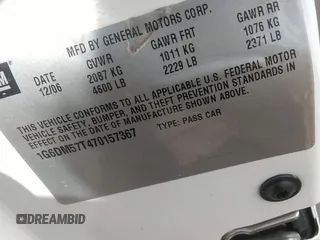 GM
MFD BY GENERAL MOTORS CORP.
DATE GVWR GAWR FRT GAWR RR
12/06 2087 KG 1011 KG 1076 KG
4600 LB 2229 LB 2371 LB
THIS VEHICLE CONFORMS TO ALL APPLICABLE U.S. FEDERAL MOTOR
VEHICLE SAFETY, BUMPER, AND THEFT PREVENTION STANDARDS IN
EFFECT ON THE DATE OF MANUFACTURE SHOWN ABOVE.
1G6DM57T470157367 TYPE: PASS CAR
DREAMBID